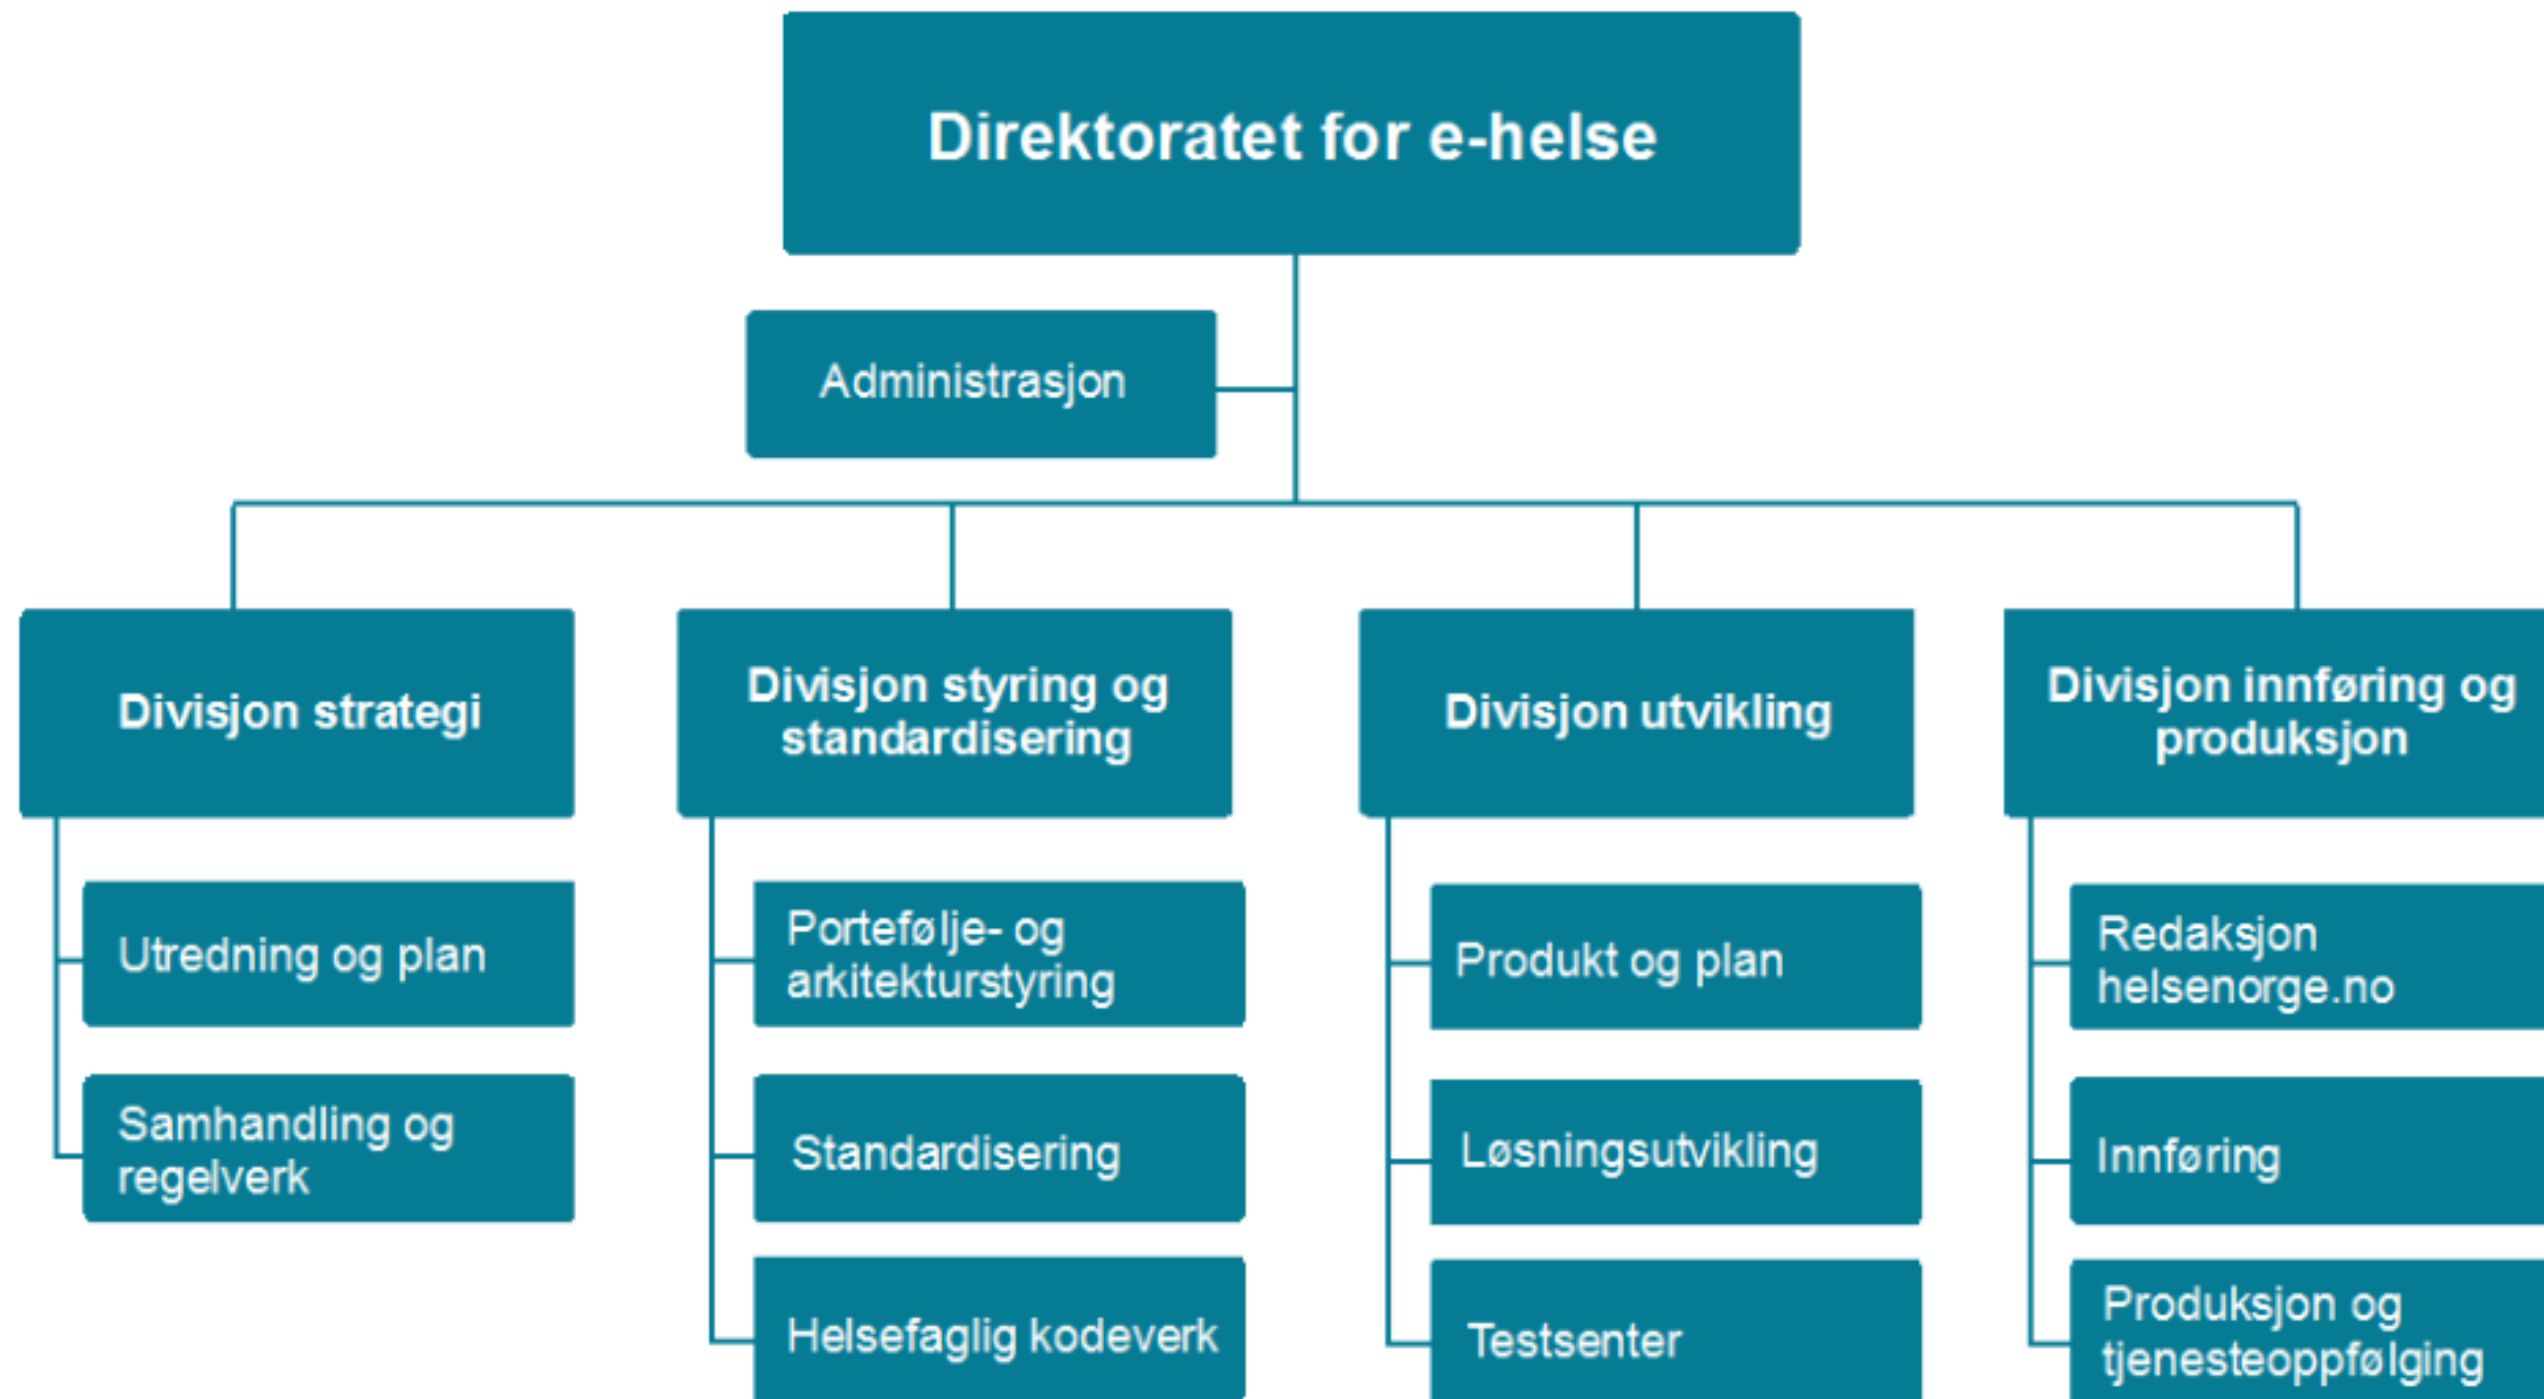 Direktoratet for e-helse
Administrasjon
Divisjon strategi
Utredning og plan
Samhandling og
regelverk
Divisjon styring og
standardisering
Portefølje- og
arkitekturstyring
Standardisering
Helsefaglig kodeverk
Divisjon utvikling
Produkt og plan
Løsningsutvikling
Testsenter
Divisjon innføring og
produksjon
Redaksjon
helsenorge.no
Innføring
Produksjon og
tjenesteoppfølging